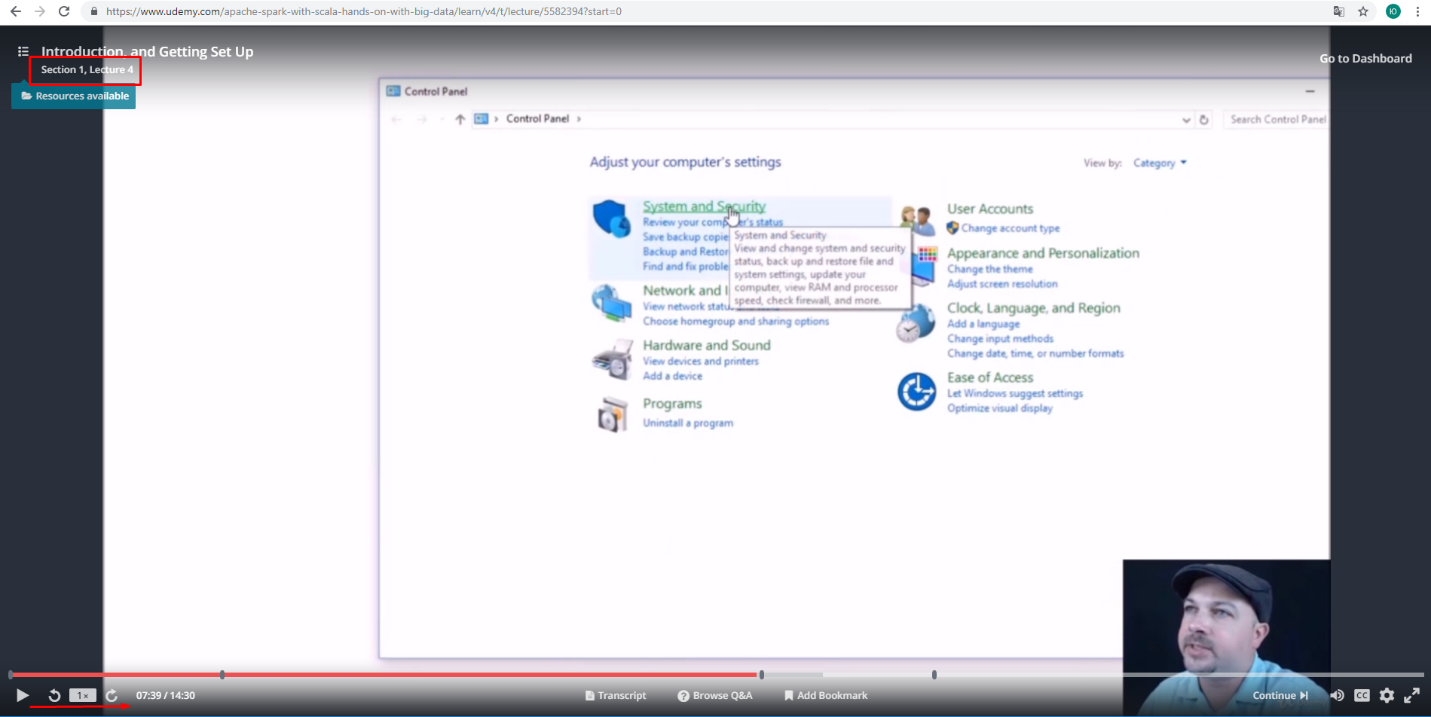 https://www.udemy.com/apache-spark-with-scala-hands-on-with-big-data/learn/v4/t/lecture/5582394?start=0
Ю
Introduction, and Getting Set Up
Section 1, Lecture 4
Go to Dashboard
Resources available
Control Panel
Control Panel
Search Control Panel
Adjust your computer's settings
View by: Category
System and Security
Review your computer's status
Save backup copie
Backup and Restor
Find and fix proble
System and Security
View and change system and security
status, back up and restore file and
system settings, update your
computer, view RAM and processor
speed, check firewall, and more.
Network and I
View network statu
Choose homegroup and sharing options
Hardware and Sound
View devices and printers
Add a device
Programs
Uninstall a program
User Accounts
Change account type
Appearance and Personalization
Change the theme
Adjust screen resolution
Clock, Language, and Region
Add a language
Change input methods
Change date, time, or number formats
Ease of Access
Let Windows suggest settings
Optimize visual display
1×
07:39 / 14:30
Transcript
Browse Q&A
Add Bookmark
Continue
CC